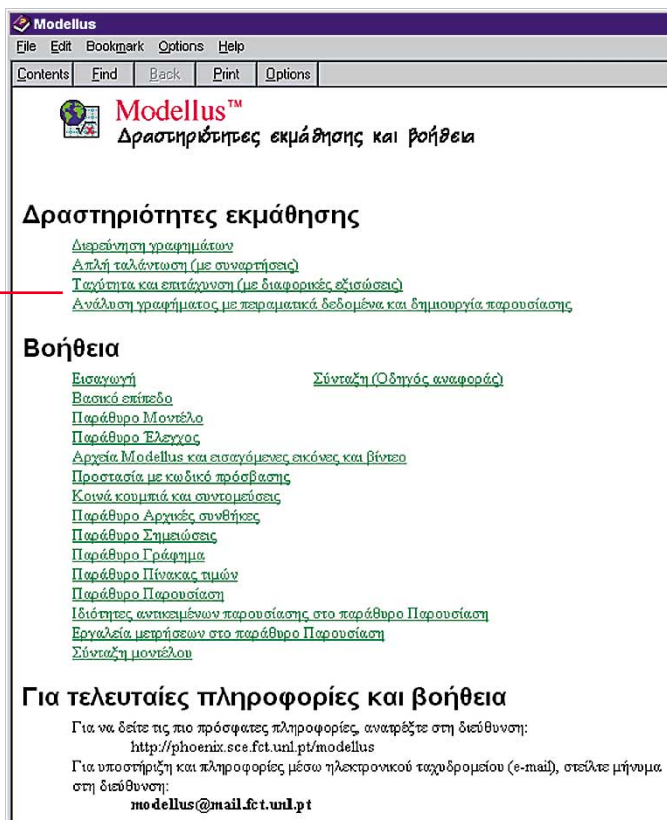 Modellus
File Edit Bookmark Options Help
Contents Find Back Print Options
Modellus™
Δραστηριότητες εκμάθησης και βοήθεια
Δραστηριότητες εκμάθησης
Διερεύνηση γραφημάτων
Απλή ταλάντωση (με συναρτήσεις)
Ταχύτητα και επιτάχυνση (με διαφορικές εξισώσεις)
Ανάλυση γραφήματος με πειραματικά δεδομένα και δημιουργία παρουσίασης
Βοήθεια
Εισαγωγή Σύνταξη (Οδηγός αναφοράς)
Βασικό επίπεδο
Παράθυρο Μοντέλο
Παράθυρο Έλεγχος
Αρχεία Modellus και εισαγόμενες εικόνες και βίντεο
Προστασία με κωδικό πρόσβασης
Κοινά κουμπιά και συντομεύσεις
Παράθυρο Αρχικές συνθήκες
Παράθυρο Σημειώσεις
Παράθυρο Γράφημα
Παράθυρο Πίνακας τιμών
Παράθυρο Παρουσίαση
Ιδιότητες αντικειμένων παρουσίασης στο παράθυρο Παρουσίαση
Εργαλεία μετρήσεων στο παράθυρο Παρουσίαση
Σύνταξη μοντέλου
Για τελευταίες πληροφορίες και βοήθεια
Για να δείτε τις πιο πρόσφατες πληροφορίες, ανατρέξτε στη διεύθυνση:
http://phoenix.sce.fct.unl.pt/modellus
Για υποστήριξη και πληροφορίες μέσω ηλεκτρονικού ταχυδρομείου (e-mail), στείλτε μήνυμα
στη διεύθυνση:
modellus@mail.fct.unl.pt